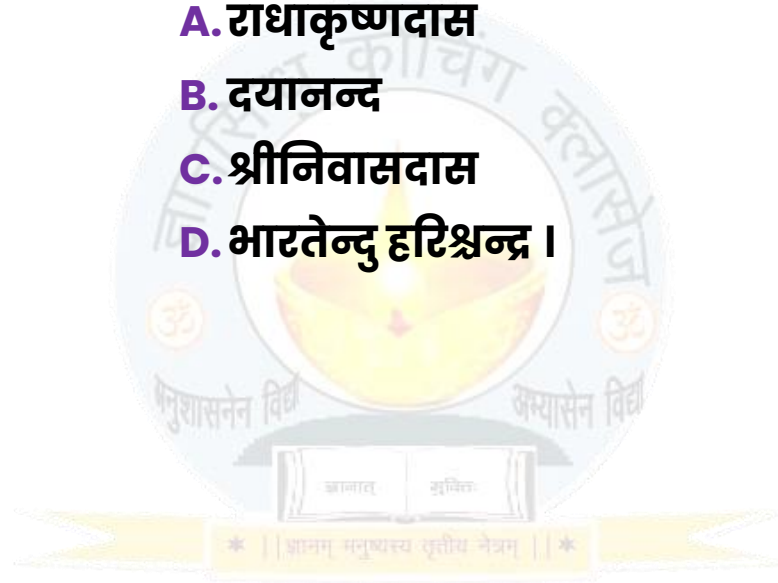 A. राधाकृष्णदास
B. दयानन्द
C. श्रीनिवासदास
D. भारतेन्दु हरिश्चन्द्र ।
कोचिंग क्लासेज
ॐ ॐ
अनुशासनेन विद्या अभ्यासेन विद्या
ज्ञानात् मुक्तिः
* ||ज्ञानम् मनुष्यस्य तृतीय नेत्रम् ||*